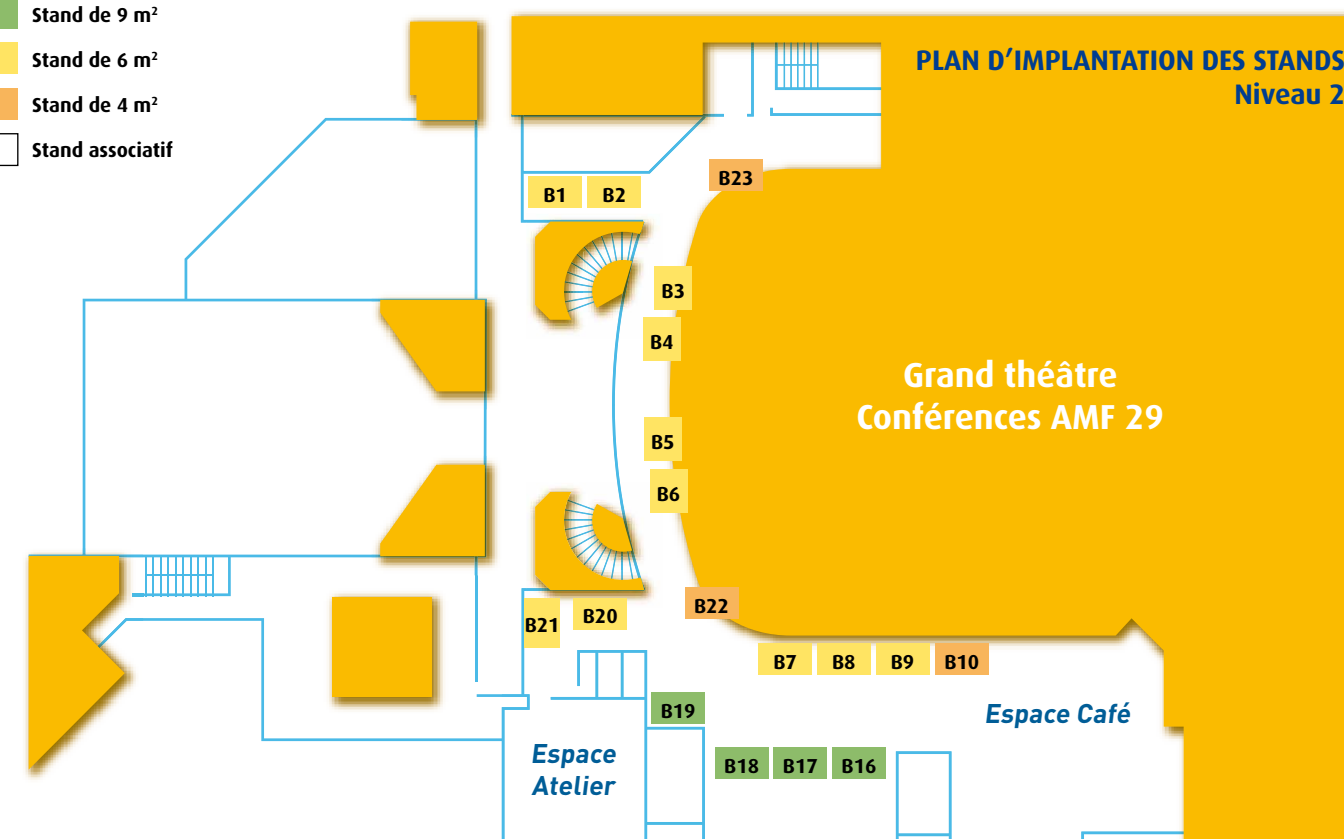 Stand de 9 m²
Stand de 6 m²
Stand de 4 m²
Stand associatif
PLAN D’IMPLANTATION DES STANDS
Niveau 2
B23
B1
B2
B3
B4
Grand théâtre
Conférences AMF 29
B5
B6
B22
B20
B21
B7
B8
B9
B10
B19
Espace Café
Espace
Atelier
B18
B17
B16